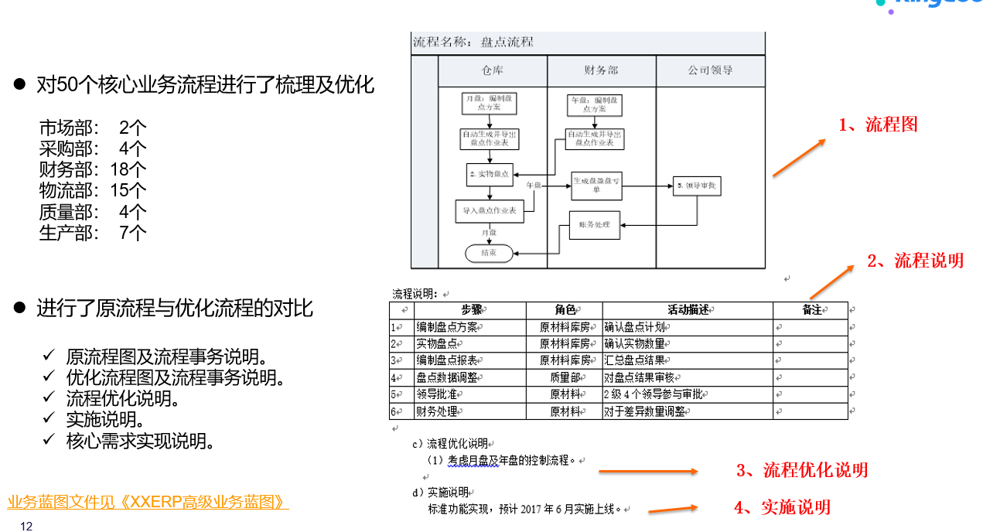 对50个核心业务流程进行了梳理及优化
市场部： 2个
采购部： 4个
财务部：18个
物流部：15个
质量部： 4个
生产部： 7个
进行了原流程与优化流程的对比
原流程图及流程事务说明。
优化流程图及流程事务说明。
流程优化说明。
实施说明。
核心需求实现说明。
业务蓝图文件见《XXERP高级业务蓝图》
12
流程名称：盘点流程
仓库 财务部 公司领导
月盘：编制盘
点方案
年盘：编制盘
点方案
自动生成并导出
盘点作业表
自动生成并导出
盘点作业表
2. 实物盘点
年盘
生成盘盈盘亏
单
3. 领导审批
导入盘点作业表
账务处理
月盘
结束
1、流程图
2、流程说明
流程说明：
步骤 角色 活动描述 备注
1 编制盘点方案 原材料库房 确认盘点计划
2 实物盘点 原材料库房 确认实物数量
3 编制盘点报表 原材料库房 汇总盘点结果
4 盘点数据调整 质量部 对盘点结果审核
5 领导批准 原材料 2级4个领导参与审批
6 财务处理 原材料 对于差异数量调整
c）流程优化说明
（1）考虑月盘及年盘的控制流程。
3、流程优化说明
d）实施说明
标准功能实现，预计2017年6月实施上线。
4、实施说明